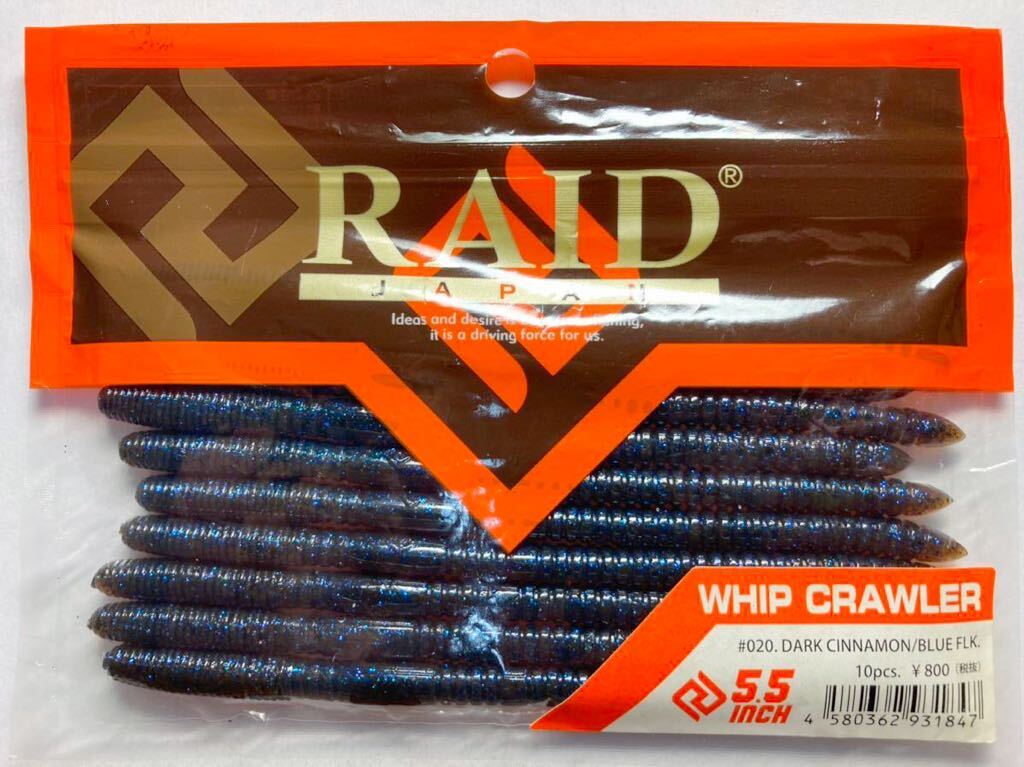 RAID®
JAPAN
Ideas and desire
it is a driving force for us.
WHIP CRAWLER
#020. DARK CINNAMON/BLUE FLK.
10pcs. ¥800 (税抜)
5.5
INCH
4 580362 931847